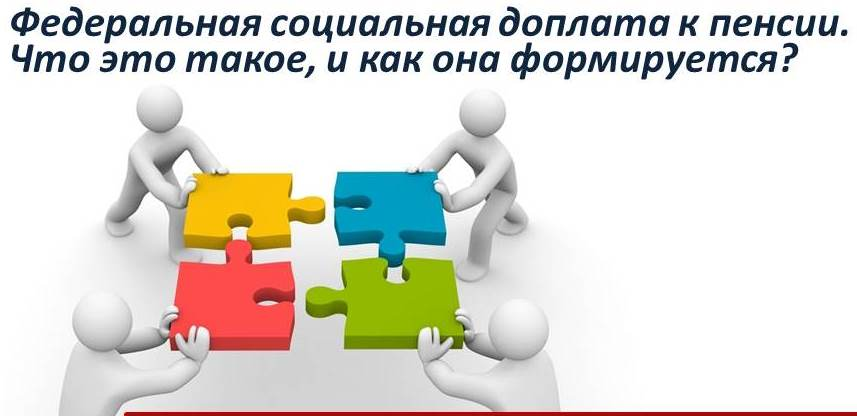 Федеральная социальная доплата к пенсии.
Что это такое, и как она формируется?